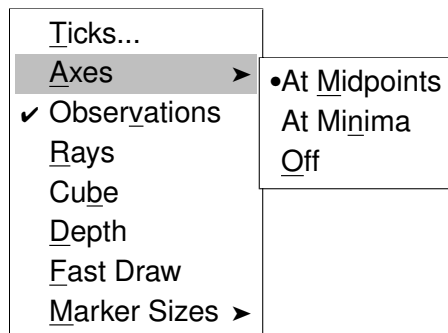 Ticks...
Axes ➤
✔ Observations
Rays
Cube
Depth
Fast Draw
Marker Sizes ➤
•At Midpoints
At Minima
Off